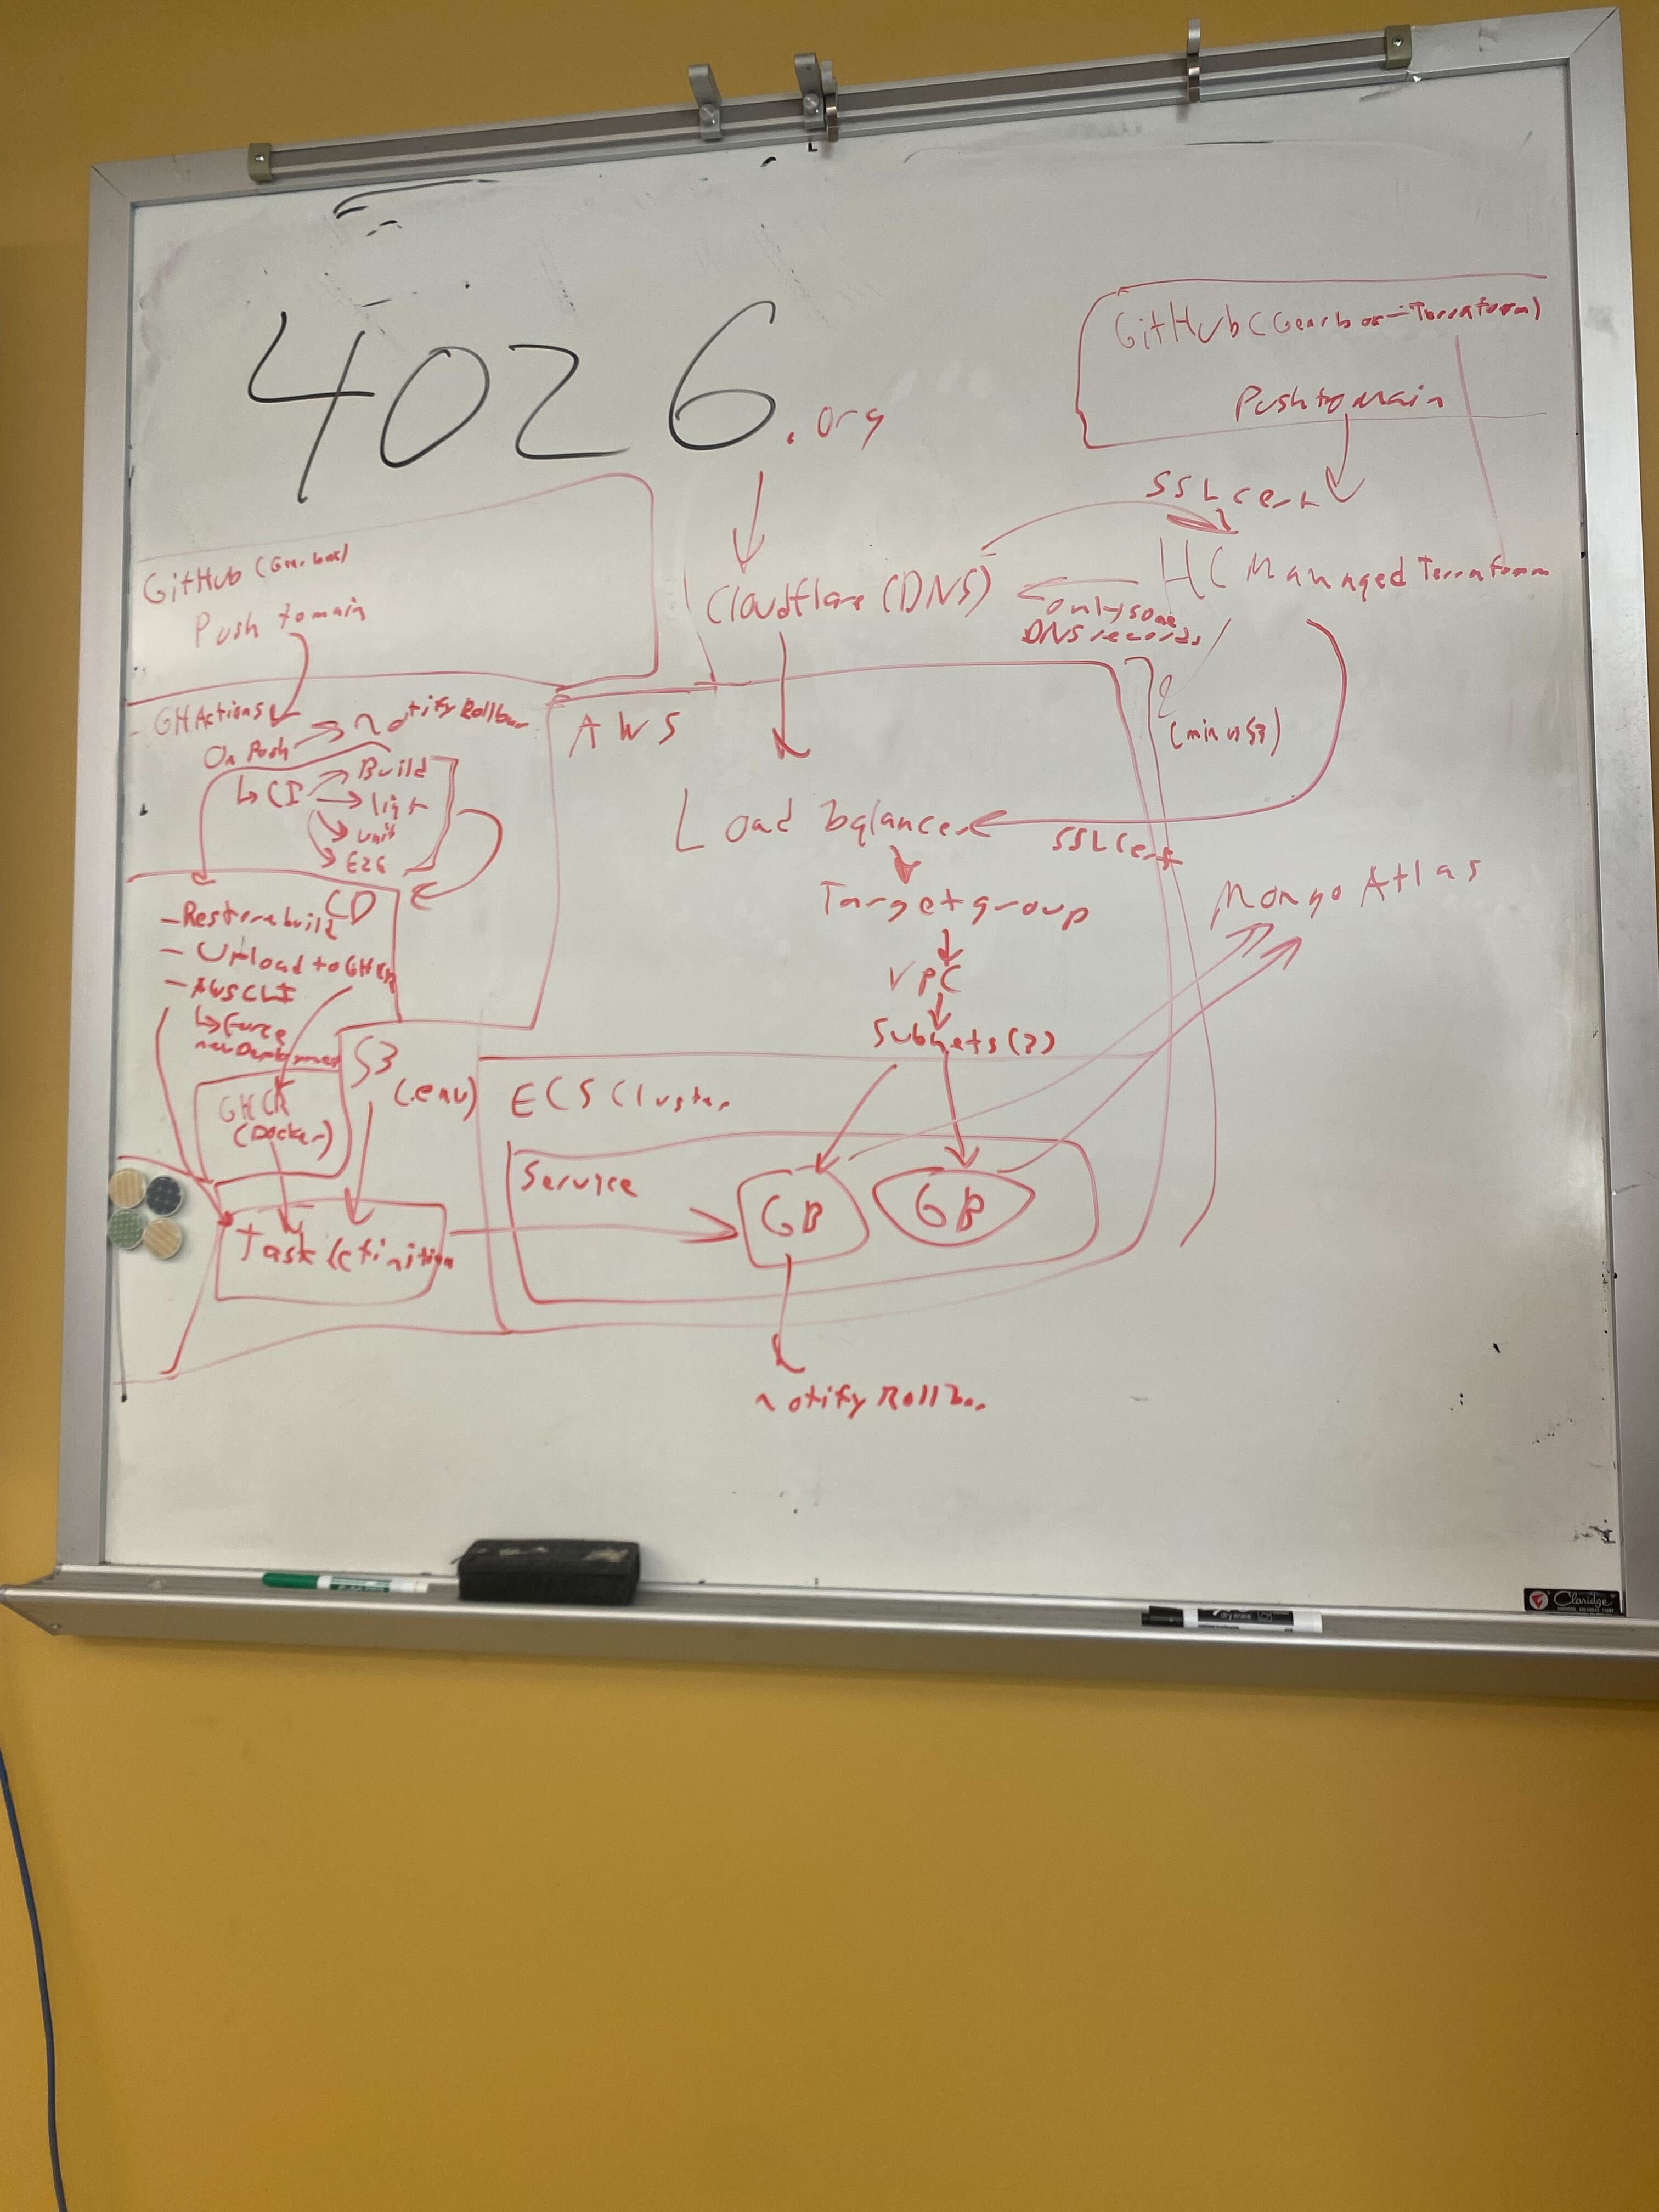 4026.org
GitHub (Gearbox-Terraform)
Push to main
SSL cert
HC Managed Terraform
Cloudflare (DNS)
only some
DNS records
GitHub (Gearbox)
Push to main
GH Actions
On Push
notify Rollbar
CI
Build
lint
unit
E2E
CD
-Restore build
- Upload to GHCR
- AWS CLI
Force
new Deployment
GHCR
(Docker)
S3
(.env)
Task definition
AWS
(minus S3)
Load balancer
SSL Cert
Target group
VPC
Subnets (?)
Mongo Atlas
ECS Cluster
Service
GB
GB
notify Rollbar
dry erase
Claridge